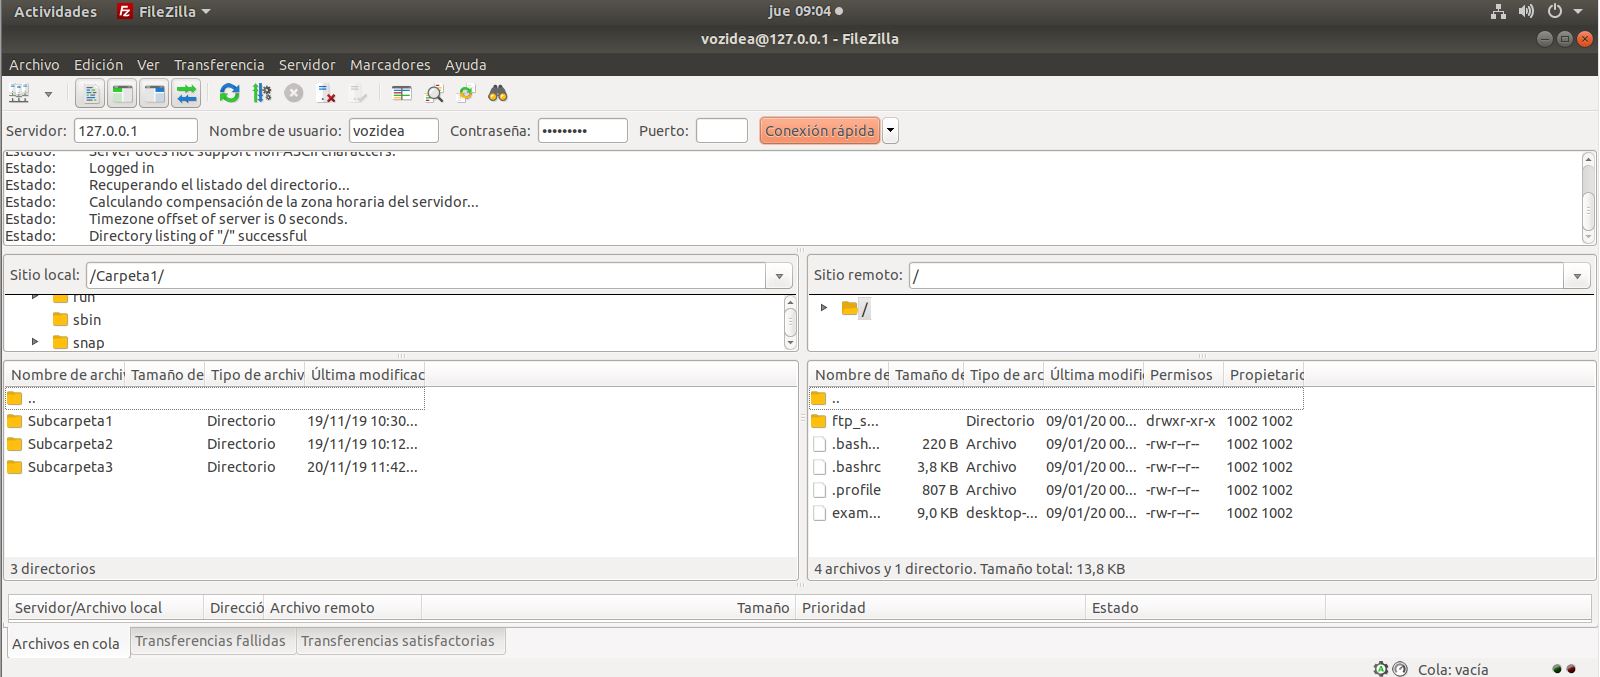 Actividades FileZilla jue 09:04
vozidea@127.0.0.1 - FileZilla
Archivo Edición Ver Transferencia Servidor Marcadores Ayuda
Servidor: 127.0.0.1 Nombre de usuario: vozidea Contraseña: ••••••••• Puerto: Conexión rápida
Estado: Server does not support non-ASCII characters.
Estado: Logged in
Estado: Recuperando el listado del directorio...
Estado: Calculando compensación de la zona horaria del servidor...
Estado: Timezone offset of server is 0 seconds.
Estado: Directory listing of "/" successful
Sitio local: /Carpeta1/
run
sbin
snap
Nombre de archi Tamaño de Tipo de archiv Última modificac
..
Subcarpeta1 Directorio 19/11/19 10:30...
Subcarpeta2 Directorio 19/11/19 10:12...
Subcarpeta3 Directorio 20/11/19 11:42...
3 directorios
Sitio remoto: /
/
Nombre de Tamaño de Tipo de arc Última modifi Permisos Propietario
..
ftp_s... Directorio 09/01/20 00... drwxr-xr-x 1002 1002
.bash... 220 B Archivo 09/01/20 00... -rw-r--r-- 1002 1002
.bashrc 3,8 KB Archivo 09/01/20 00... -rw-r--r-- 1002 1002
.profile 807 B Archivo 09/01/20 00... -rw-r--r-- 1002 1002
exam... 9,0 KB desktop-... 09/01/20 00... -rw-r--r-- 1002 1002
4 archivos y 1 directorio. Tamaño total: 13,8 KB
Servidor/Archivo local Direcció Archivo remoto Tamaño Prioridad Estado
Archivos en cola Transferencias fallidas Transferencias satisfactorias
Cola: vacía